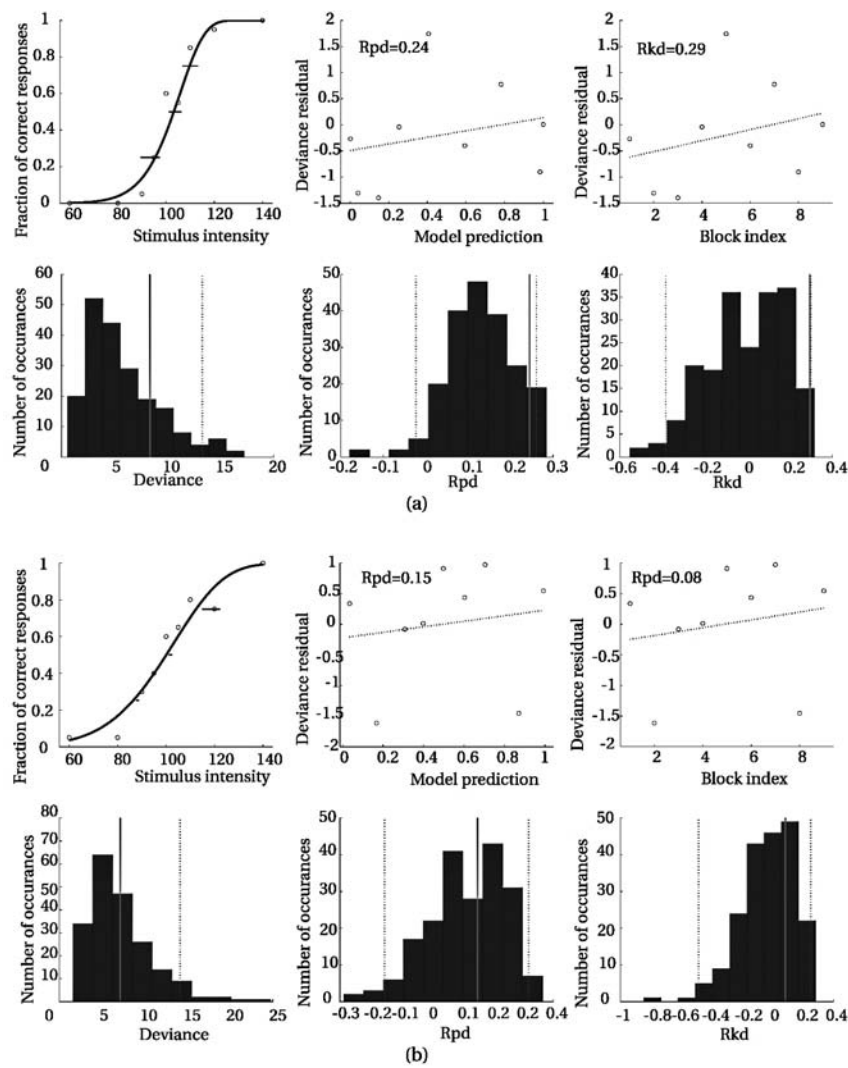 Fraction of correct responses
1
0.8
0.6
0.4
0.2
0
60 80 100 120 140
Stimulus intensity
Deviance residual
2
1.5
1
0.5
0
-0.5
-1
-1.5
Rpd=0.24
0 0.2 0.4 0.6 0.8 1
Model prediction
Deviance residual
2
1.5
1
0.5
0
-0.5
-1
-1.5
Rkd=0.29
2 4 6 8
Block index
Number of occurances
60
50
40
30
20
10
0
5 10 15 20
Deviance
Number of occurances
50
40
30
20
10
0
-0.2 -0.1 0 0.1 0.2 0.3
Rpd
Number of occurances
40
35
30
25
20
15
10
5
0
-0.6 -0.4 -0.2 0 0.2 0.4
Rkd
(a)
Fraction of correct responses
1
0.8
0.6
0.4
0.2
0
60 80 100 120 140
Stimulus intensity
Deviance residual
1
0.5
0
-0.5
-1
-1.5
-2
Rpd=0.15
0 0.2 0.4 0.6 0.8 1
Model prediction
Deviance residual
1
0.5
0
-0.5
-1
-1.5
-2
Rpd=0.08
2 4 6 8
Block index
Number of occurances
80
70
60
50
40
30
20
10
0
5 10 15 20 25
Deviance
Number of occurances
50
40
30
20
10
0
-0.3 -0.2 -0.1 0 0.1 0.2 0.2 0.4
Rpd
Number of occurances
50
40
30
20
10
0
-1 -0.8 -0.6 -0.4 -0.2 0 0.2 0.4
Rkd
(b)